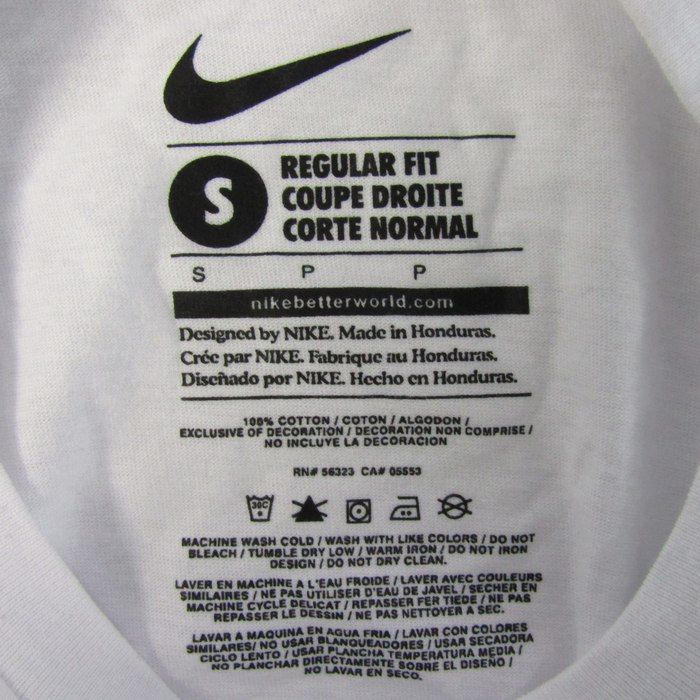 S
REGULAR FIT
COUPE DROITE
CORTE NORMAL
S P P
nikebetterworld.com
Designed by NIKE. Made in Honduras.
Crée par NIKE. Fabrique au Honduras.
Diseñado por NIKE. Hecho en Honduras.
100% COTTON / COTON / ALGODON /
EXCLUSIVE OF DECORATION / DECORATION NON COMPRISE /
NO INCLUYE LA DECORACION
RN# 56323 CA# 05553
30C
MACHINE WASH COLD / WASH WITH LIKE COLORS / DO NOT
BLEACH / TUMBLE DRY LOW / WARM IRON / DO NOT IRON
DESIGN / DO NOT DRY CLEAN.
LAVER EN MACHINE A L'EAU FROIDE / LAVER AVEC COULEURS
SIMILAIRES / NE PAS UTILISER D'EAU DE JAVEL / SECHER EN
MACHINE CYCLE DELICAT / REPASSER FER TIEDE / NE PAS
REPASSER LE DESSIN / NE PAS NETTOYER A SEC.
LAVAR A MAQUINA EN AGUA FRIA / LAVAR CON COLORES
SIMILARES/ NO USAR BLANQUEADORES / USAR SECADORA
CICLO LENTO / USAR PLANCHA TEMPERATURA MEDIA /
NO PLANCHAR DIRECTAMENTE SOBRE EL DISEÑO /
NO LAVAR EN SECO.